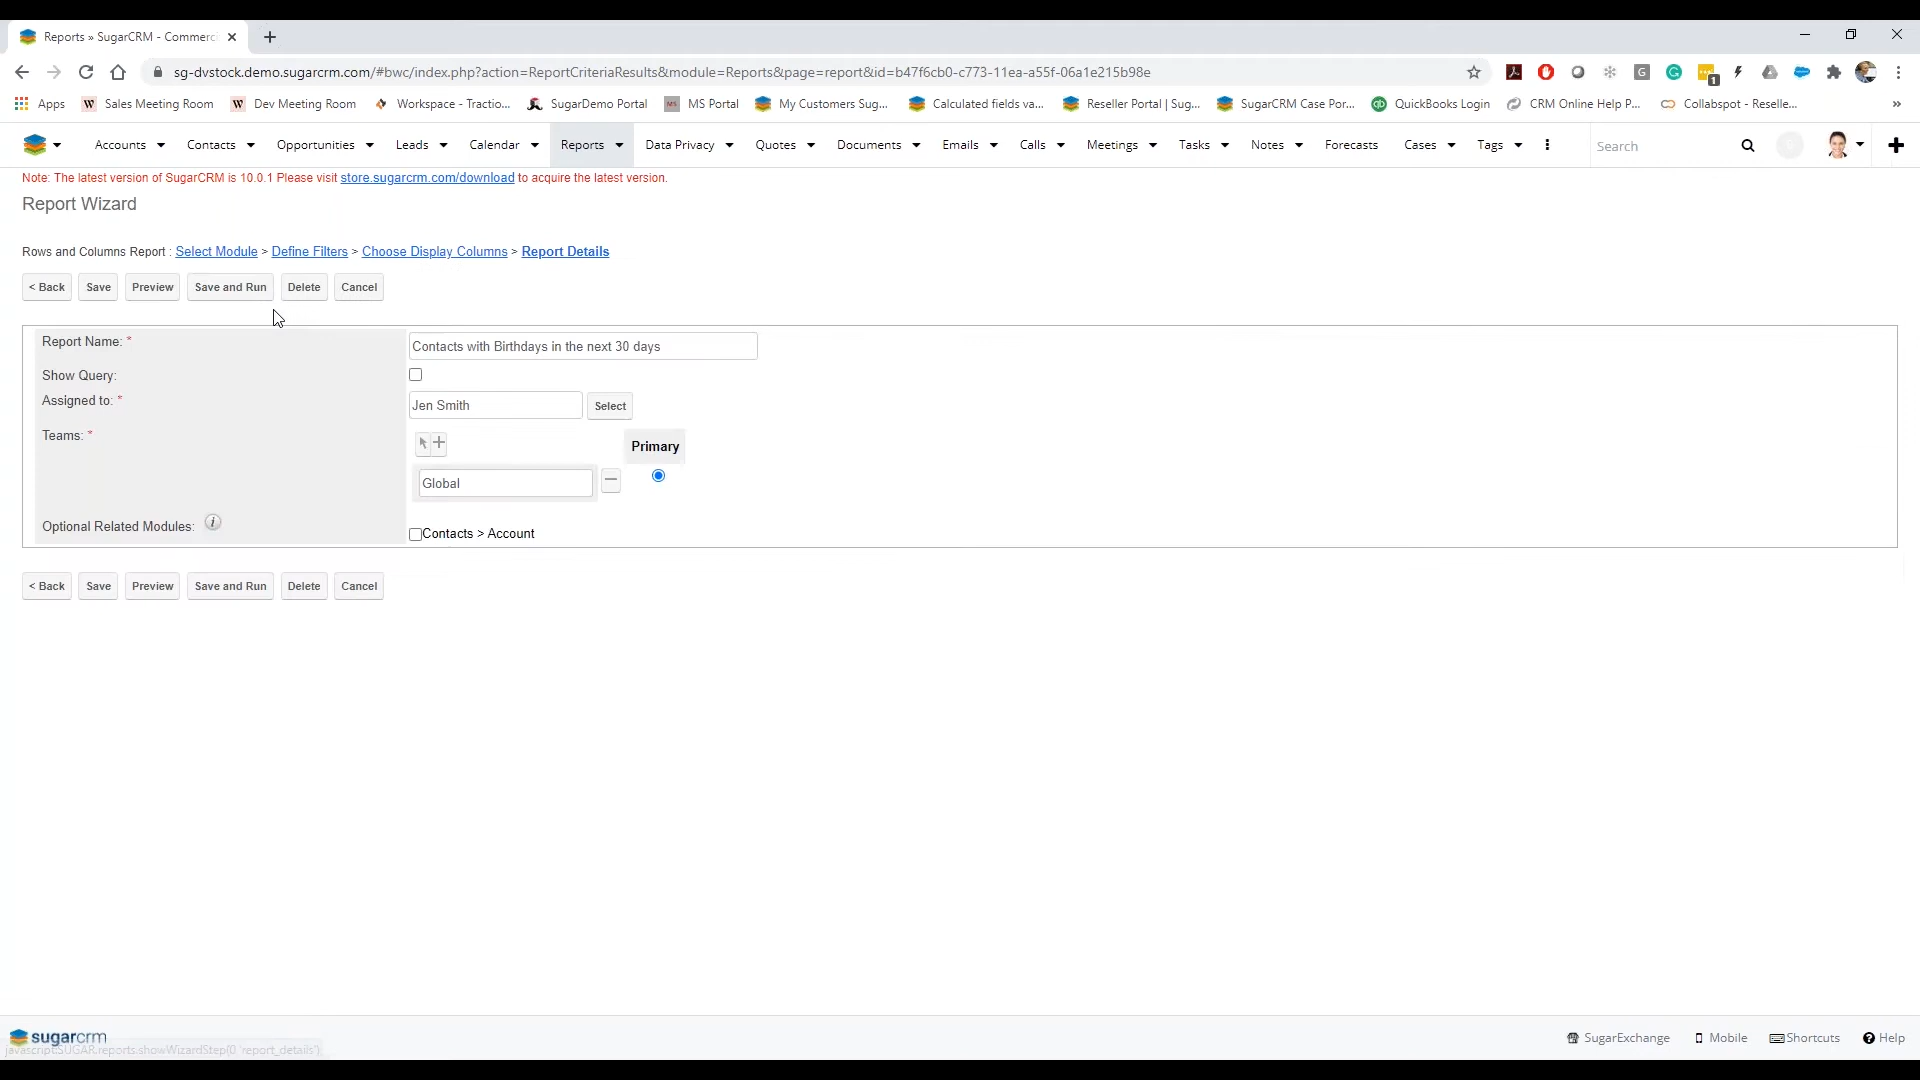 Reports » SugarCRM - Commerc
sg-dvstock.demo.sugarcrm.com/#bwc/index.php?action=ReportCriteriaResults&module=Reports&page=report&id=b47f6cb0-c773-11ea-a55f-06a1e215b98e
Apps Sales Meeting Room Dev Meeting Room Workspace - Tractio... SugarDemo Portal MS Portal My Customers Sug... Calculated fields va... Reseller Portal | Sug... SugarCRM Case Por... QuickBooks Login CRM Online Help P... Collabspot - Reselle... »
Accounts Contacts Opportunities Leads Calendar Reports Data Privacy Quotes Documents Emails Calls Meetings Tasks Notes Forecasts Cases Tags Search
Note: The latest version of SugarCRM is 10.0.1 Please visit store.sugarcrm.com/download to acquire the latest version.
Report Wizard
Rows and Columns Report : Select Module > Define Filters > Choose Display Columns > Report Details
< Back Save Preview Save and Run Delete Cancel
Report Name: * Contacts with Birthdays in the next 30 days
Show Query:
Assigned to: * Jen Smith Select
Teams: * Primary
Global
Optional Related Modules: i Contacts > Account
< Back Save Preview Save and Run Delete Cancel
sugarcrm SugarExchange Mobile Shortcuts Help
javascript:SUGAR.reports.showWizardStep(0,'report_details')